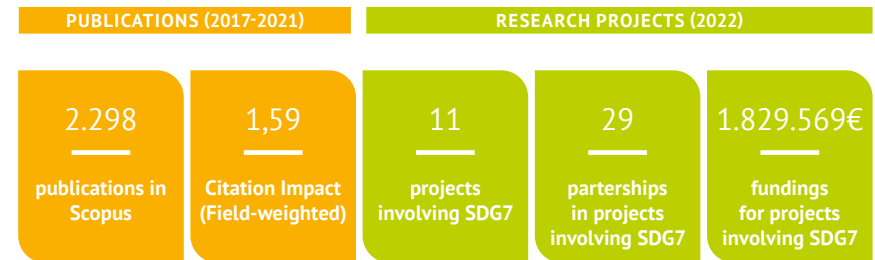 PUBLICATIONS (2017-2021)
RESEARCH PROJECTS (2022)
2.298
publications in
Scopus
1,59
Citation Impact
(Field-weighted)
11
projects
involving SDG7
29
parterships
in projects
involving SDG7
1.829.569€
fundings
for projects
involving SDG7